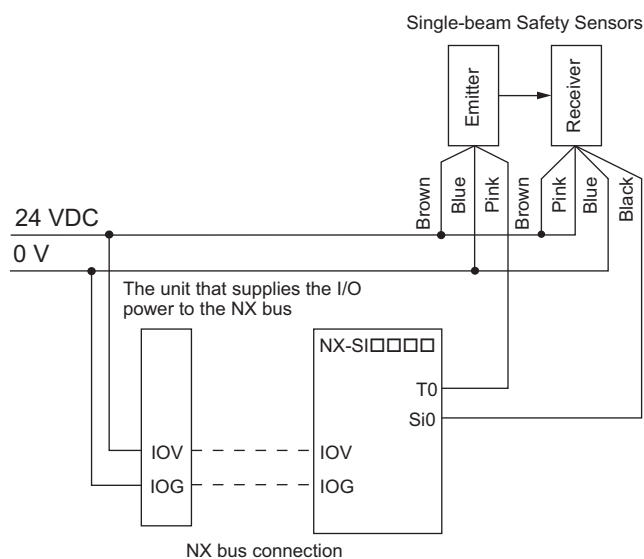 Single-beam Safety Sensors
Emitter
Receiver
Brown
Blue
Pink
Brown
Pink
Blue
Black
24 VDC
0 V
The unit that supplies the I/O
power to the NX bus
NX-SI□□□□
T0
Si0
IOV
IOV
IOG
IOG
NX bus connection